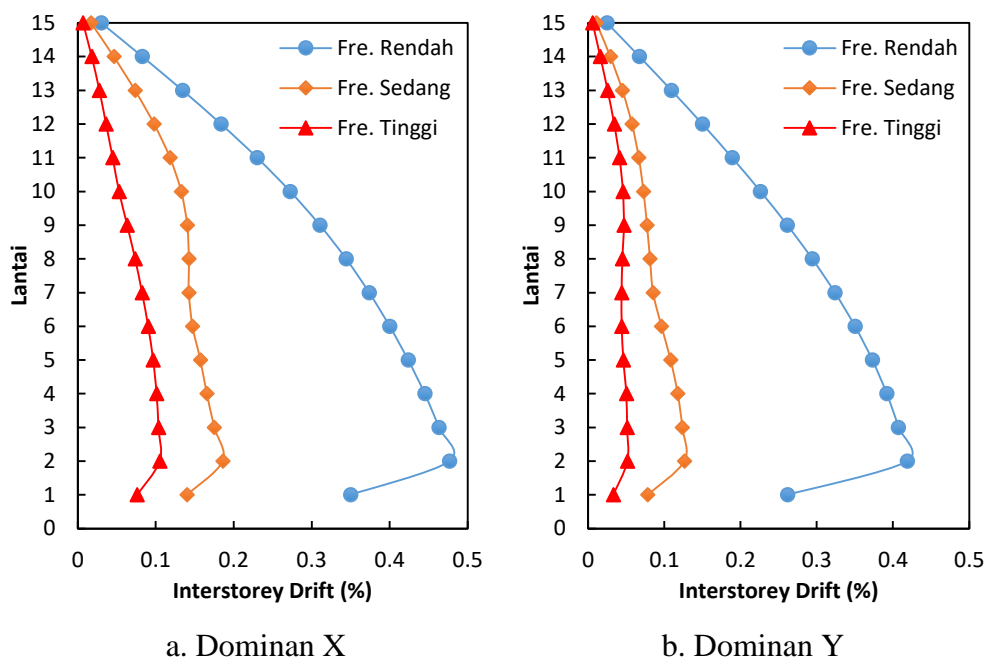 15
14
13
12
11
10
9
8
7
6
5
4
3
2
1
0
Lantai
Fre. Rendah
Fre. Sedang
Fre. Tinggi
0 0.1 0.2 0.3 0.4 0.5
Interstorey Drift (%)
a. Dominan X
15
14
13
12
11
10
9
8
7
6
5
4
3
2
1
0
Lantai
Fre. Rendah
Fre. Sedang
Fre. Tinggi
0 0.1 0.2 0.3 0.4 0.5
Interstorey Drift (%)
b. Dominan Y